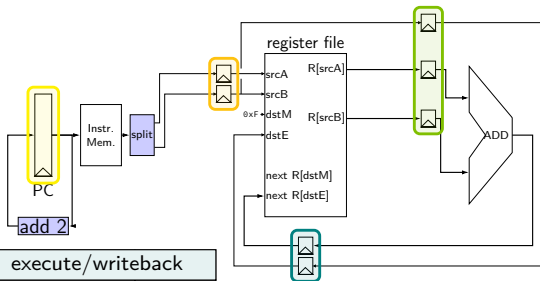 register file
srcA
R[srcA]
srcB
0xF
dstM
R[srcB]
dstE
Instr.
Mem.
split
ADD
next R[dstM]
next R[dstE]
PC
add 2
execute/writeback